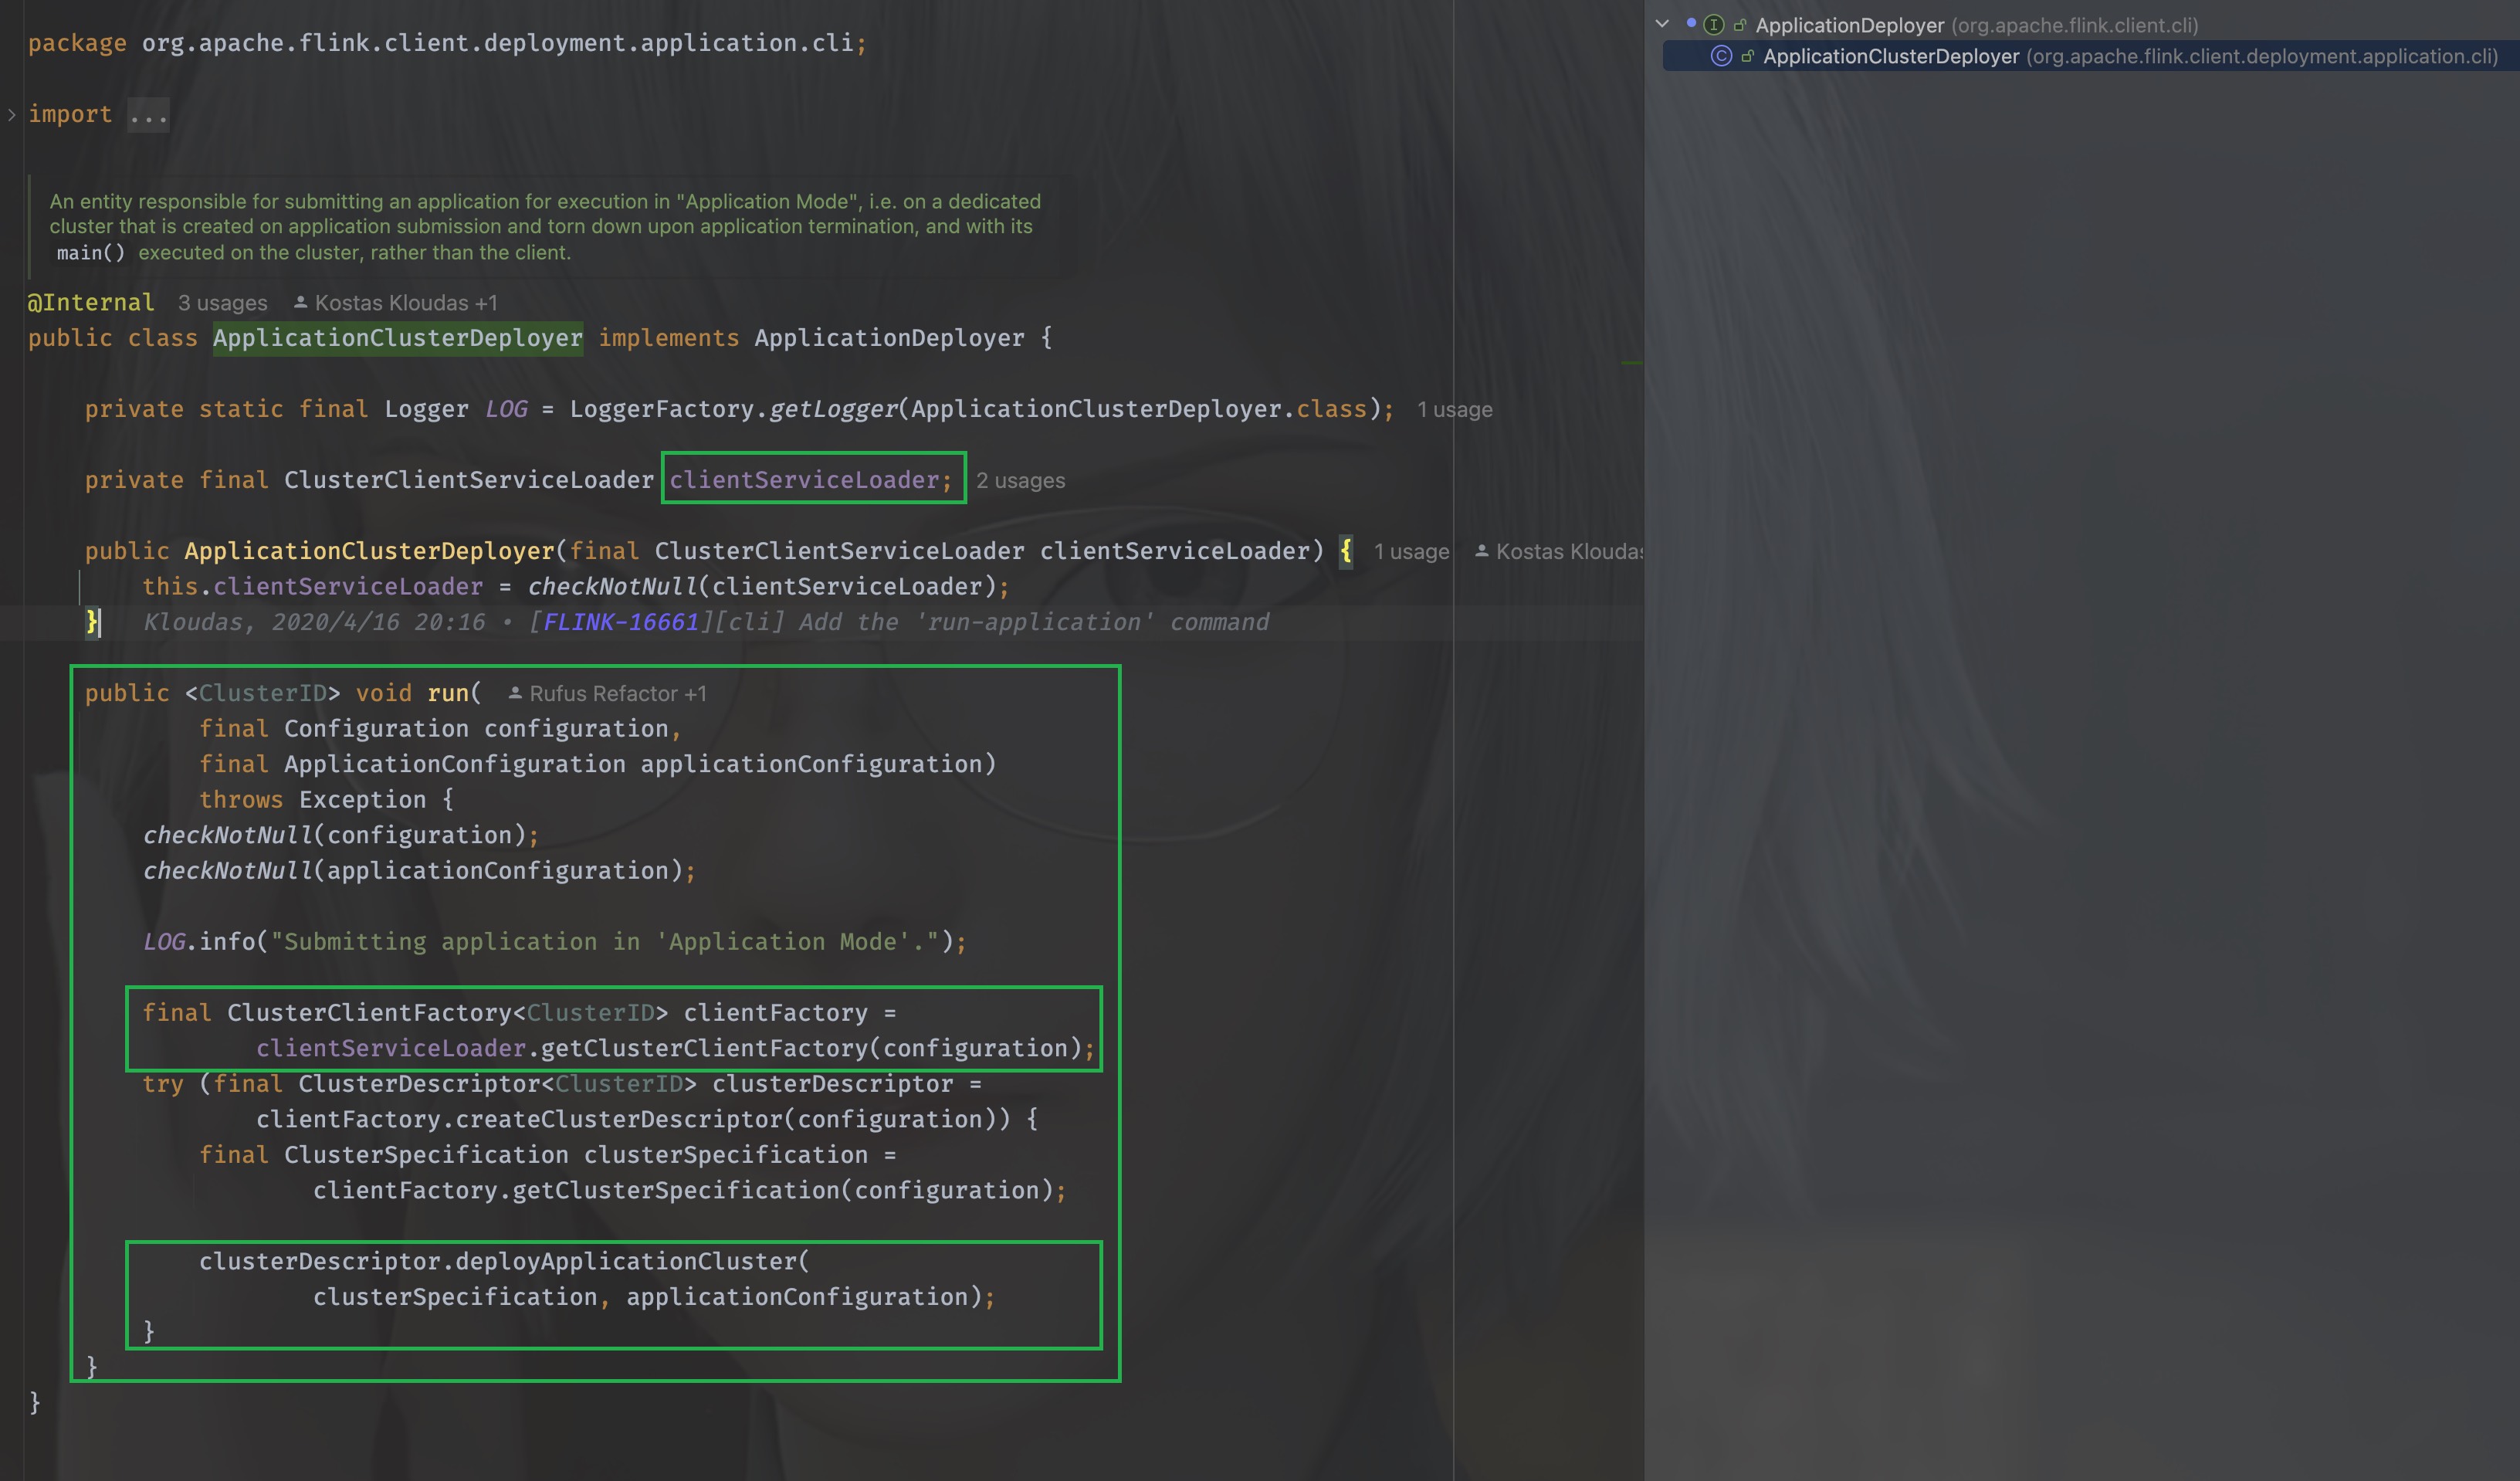 package org.apache.flink.client.deployment.application.cli;
import ...
An entity responsible for submitting an application for execution in "Application Mode", i.e. on a dedicated
cluster that is created on application submission and torn down upon application termination, and with its
main() executed on the cluster, rather than the client.
@Internal 3 usages Kostas Kloudas +1
public class ApplicationClusterDeployer implements ApplicationDeployer {
private static final Logger LOG = LoggerFactory.getLogger(ApplicationClusterDeployer.class); 1 usage
private final ClusterClientServiceLoader clientServiceLoader; 2 usages
public ApplicationClusterDeployer(final ClusterClientServiceLoader clientServiceLoader) { 1 usage Kostas Kloudas
this.clientServiceLoader = checkNotNull(clientServiceLoader);
} Kloudas, 2020/4/16 20:16 • [FLINK-16661][cli] Add the 'run-application' command
public <ClusterID> void run( Rufus Refactor +1
final Configuration configuration,
final ApplicationConfiguration applicationConfiguration)
throws Exception {
checkNotNull(configuration);
checkNotNull(applicationConfiguration);
LOG.info("Submitting application in 'Application Mode'.");
final ClusterClientFactory<ClusterID> clientFactory =
clientServiceLoader.getClusterClientFactory(configuration);
try (final ClusterDescriptor<ClusterID> clusterDescriptor =
clientFactory.createClusterDescriptor(configuration)) {
final ClusterSpecification clusterSpecification =
clientFactory.getClusterSpecification(configuration);
clusterDescriptor.deployApplicationCluster(
clusterSpecification, applicationConfiguration);
}
}
}
ApplicationDeployer (org.apache.flink.client.cli)
ApplicationClusterDeployer (org.apache.flink.client.deployment.application.cli)